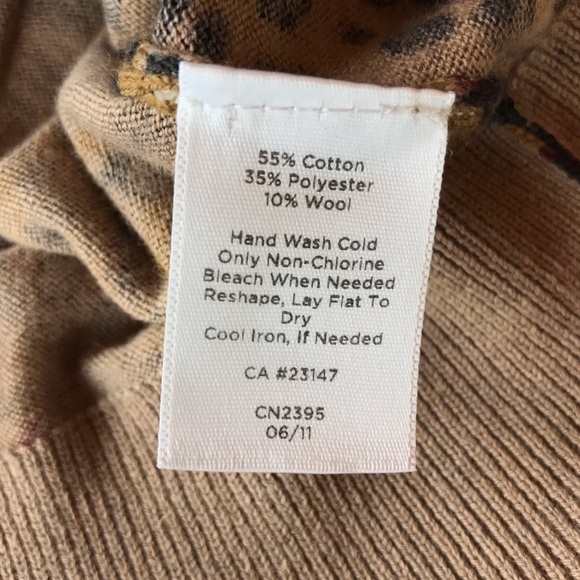 55% Cotton
35% Polyester
10% Wool
Hand Wash Cold
Only Non-Chlorine
Bleach When Needed
Reshape, Lay Flat To
Dry
Cool Iron, If Needed
CA #23147
CN2395
06/11